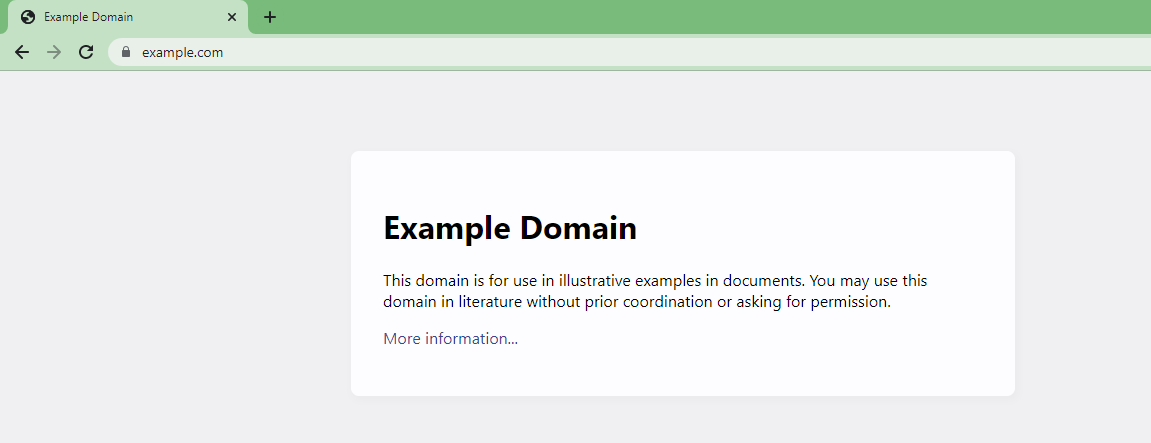 Example Domain
example.com
Example Domain
This domain is for use in illustrative examples in documents. You may use this
domain in literature without prior coordination or asking for permission.
More information...